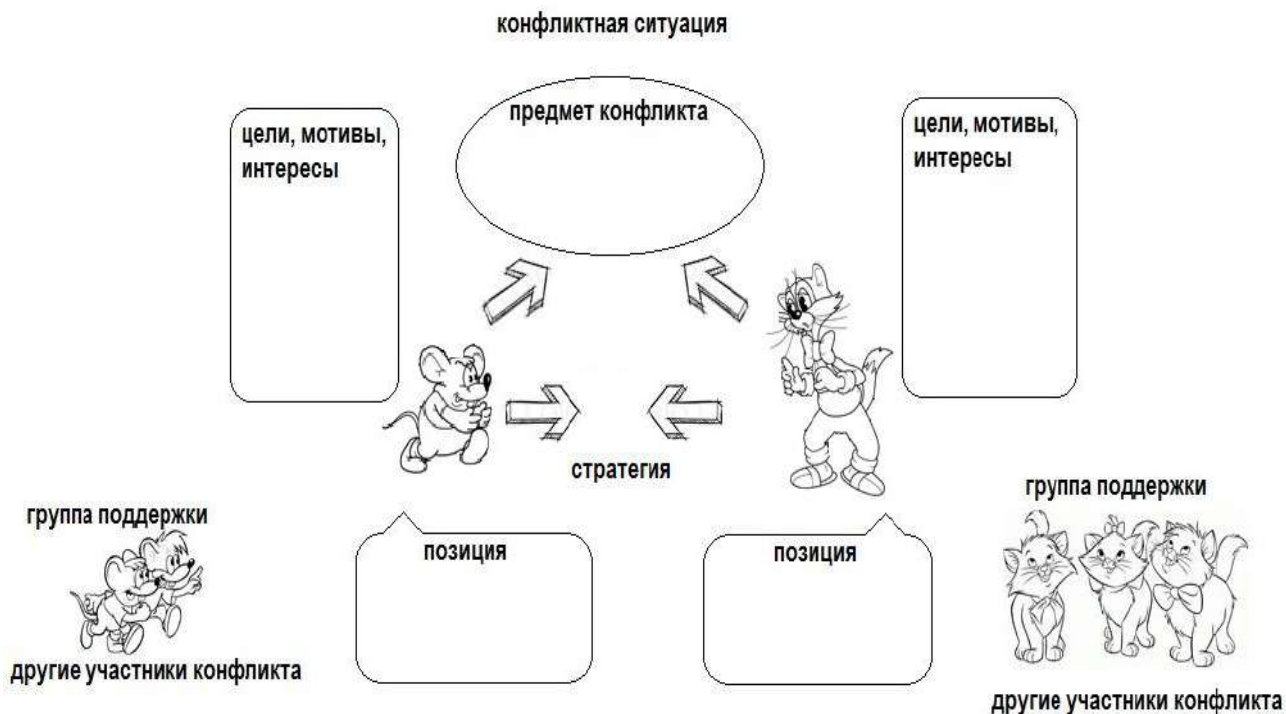 конфликтная ситуация
предмет конфликта
цели, мотивы,
интересы
цели, мотивы,
интересы
стратегия
группа поддержки
другие участники конфликта
позиция
позиция
группа поддержки
другие участники конфликта